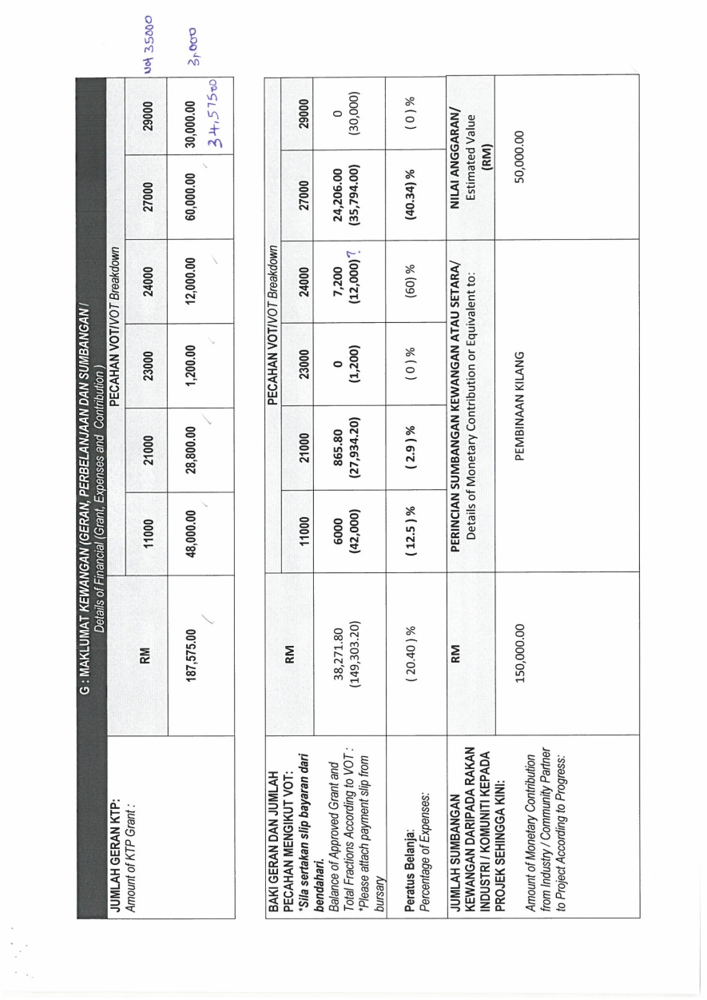 G : MAKLUMAT KEWANGAN (GERAN, PERBELANJAAN DAN SUMBANGAN /
Details of Financial (Grant, Expenses and Contribution )
JUMLAH GERAN KTP:
Amount of KTP Grant :
RM
PECAHAN VOT/VOT Breakdown
11000
21000
23000
24000
27000
29000
Vot 35000
187,575.00
48,000.00
28,800.00
1,200.00
12,000.00
60,000.00
30,000.00
3,000
34,575.00
BAKI GERAN DAN JUMLAH
PECAHAN MENGIKUT VOT:
*Sila sertakan slip bayaran dari
bendahari.
Balance of Approved Grant and
Total Fractions According to VOT :
*Please attach payment slip from
bursary
RM
PECAHAN VOT/VOT Breakdown
11000
21000
23000
24000
27000
29000
38,271.80
(149,303.20)
6000
(42,000)
865.80
(27,934.20)
0
(1,200)
7,200
(12,000) ?
24,206.00
(35,794.00)
0
(30,000)
Peratus Belanja:
Percentage of Expenses:
( 20.40 ) %
( 12.5 ) %
( 2.9 ) %
( 0 ) %
(60) %
(40.34) %
( 0 ) %
JUMLAH SUMBANGAN
KEWANGAN DARIPADA RAKAN
INDUSTRI / KOMUNITI KEPADA
PROJEK SEHINGGA KINI:
Amount of Monetary Contribution
from Industry / Community Partner
to Project According to Progress:
RM
PERINCIAN SUMBANGAN KEWANGAN ATAU SETARA/
Details of Monetary Contribution or Equivalent to:
NILAI ANGGARAN/
Estimated Value
(RM)
150,000.00
PEMBINAAN KILANG
50,000.00